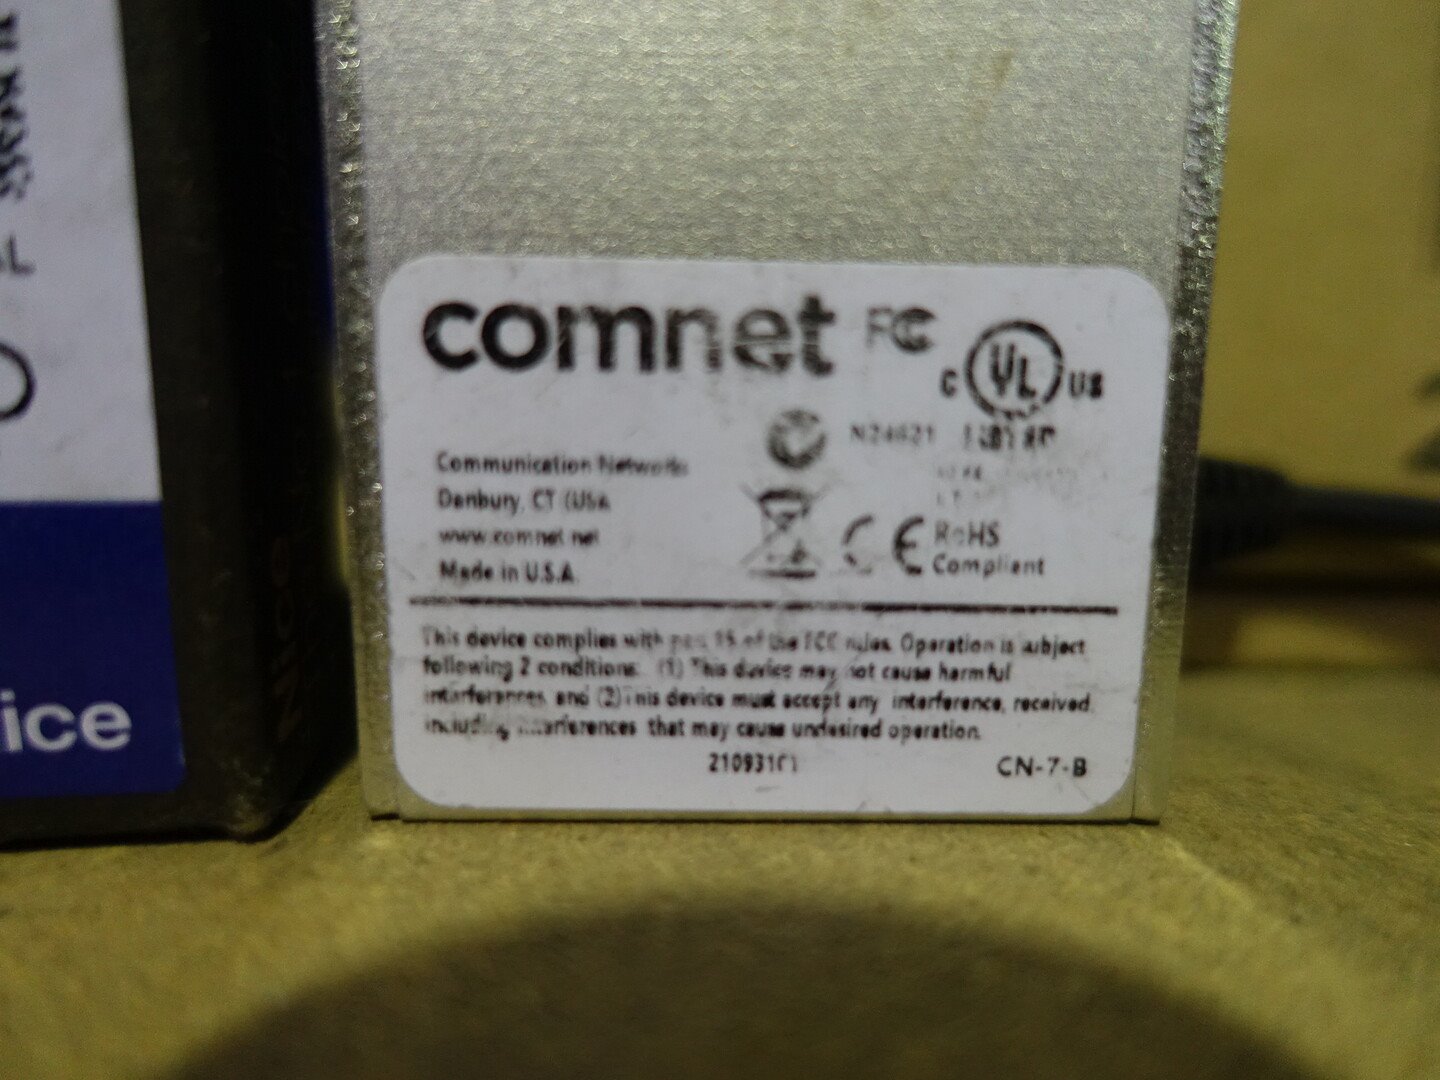 comnet FC
C UL US
N24621
Communication Networks
Danbury, CT USA
www.comnet.net
Made in U.S.A.
CE RoHS
Compliant
This device complies with part 15 of the FCC rules. Operation is subject
following 2 conditions. (1) This device may not cause harmful
interferences, and (2) This device must accept any interference, received,
including interferences that may cause undesired operation.
CN-7-B
ice